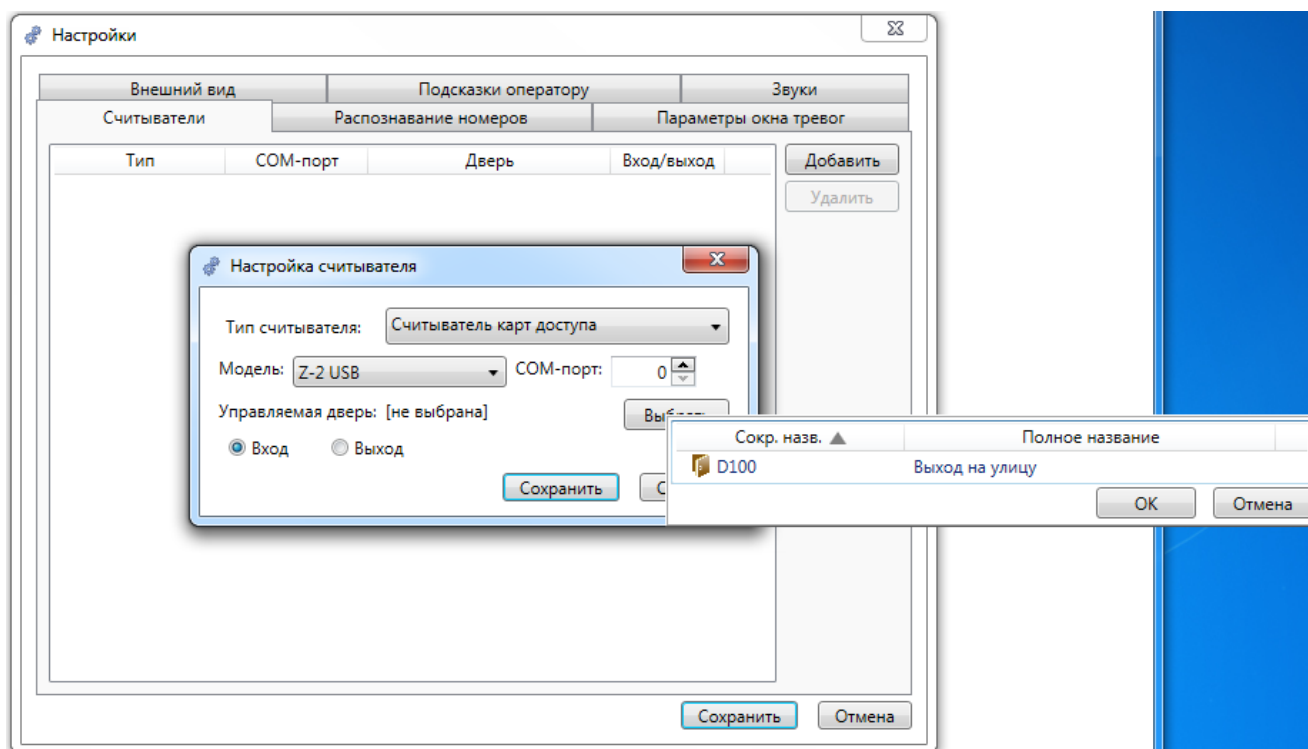 Настройки
Внешний вид Подсказки оператору Звуки
Считыватели Распознавание номеров Параметры окна тревог
Тип COM-порт Дверь Вход/выход Добавить
Удалить
Настройка считывателя
Тип считывателя: Считыватель карт доступа
Модель: Z-2 USB COM-порт: 0
Управляемая дверь: [не выбрана]
Вход Выход
Сохранить
Сокр. назв. Полное название
D100 Выход на улицу
OK Отмена
Сохранить Отмена